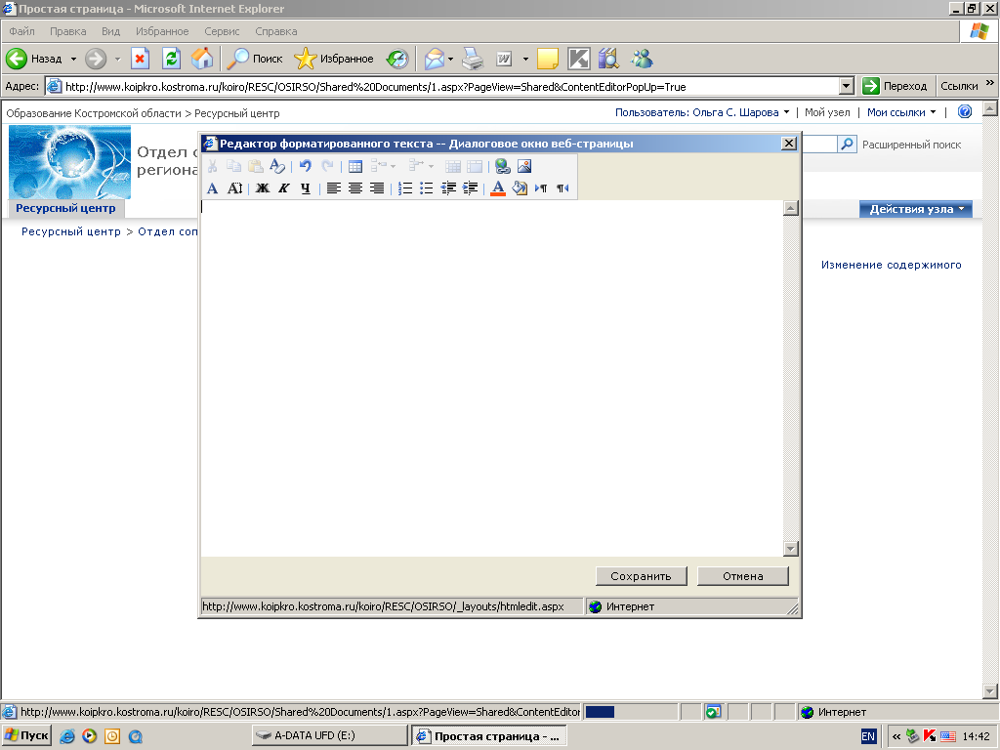 Простая страница - Microsoft Internet Explorer
Файл Правка Вид Избранное Сервис Справка
Назад Поиск Избранное
Адрес: http://www.koipkro.kostroma.ru/koiro/RESC/OSIRSO/Shared%20Documents/1.aspx?PageView=Shared&ContentEditorPopUp=True Переход Ссылки »
Образование Костромской области > Ресурсный центр Пользователь: Ольга С. Шарова | Мой узел | Мои ссылки |
Отдел с
региона
Расширенный поиск
Ресурсный центр Действия узла
Ресурсный центр > Отдел соп
Изменение содержимого
Редактор форматированного текста -- Диалоговое окно веб-страницы
Ж К Ч
Сохранить Отмена
http://www.koipkro.kostroma.ru/koiro/RESC/OSIRSO/_layouts/htmledit.aspx Интернет
http://www.koipkro.kostroma.ru/koiro/RESC/OSIRSO/Shared%20Documents/1.aspx?PageView=Shared&ContentEditor Интернет
Пуск A-DATA UFD (E:) Простая страница - ... EN « 14:42